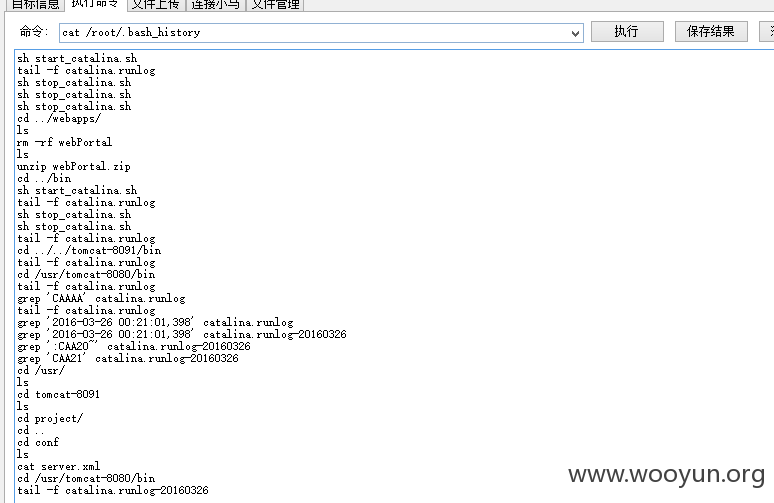 目标信息 执行命令 文件上传 连接小马 文件管理
命令: cat /root/.bash_history 执行 保存结果
sh start_catalina.sh
tail -f catalina.runlog
sh stop_catalina.sh
sh stop_catalina.sh
sh stop_catalina.sh
cd ../webapps/
ls
rm -rf webPortal
ls
unzip webPortal.zip
cd ../bin
sh start_catalina.sh
tail -f catalina.runlog
sh stop_catalina.sh
sh stop_catalina.sh
tail -f catalina.runlog
cd ../../tomcat-8091/bin
tail -f catalina.runlog
cd /usr/tomcat-8080/bin
tail -f catalina.runlog
grep 'CAAAA' catalina.runlog
tail -f catalina.runlog
grep '2016-03-26 00:21:01,398' catalina.runlog
grep '2016-03-26 00:21:01,398' catalina.runlog-20160326
grep ':CAA20~' catalina.runlog-20160326
grep 'CAA21' catalina.runlog-20160326
cd /usr/
ls
cd tomcat-8091
ls
cd project/
cd ..
cd conf
ls
cat server.xml
cd /usr/tomcat-8080/bin
tail -f catalina.runlog-20160326
www.wooyun.org